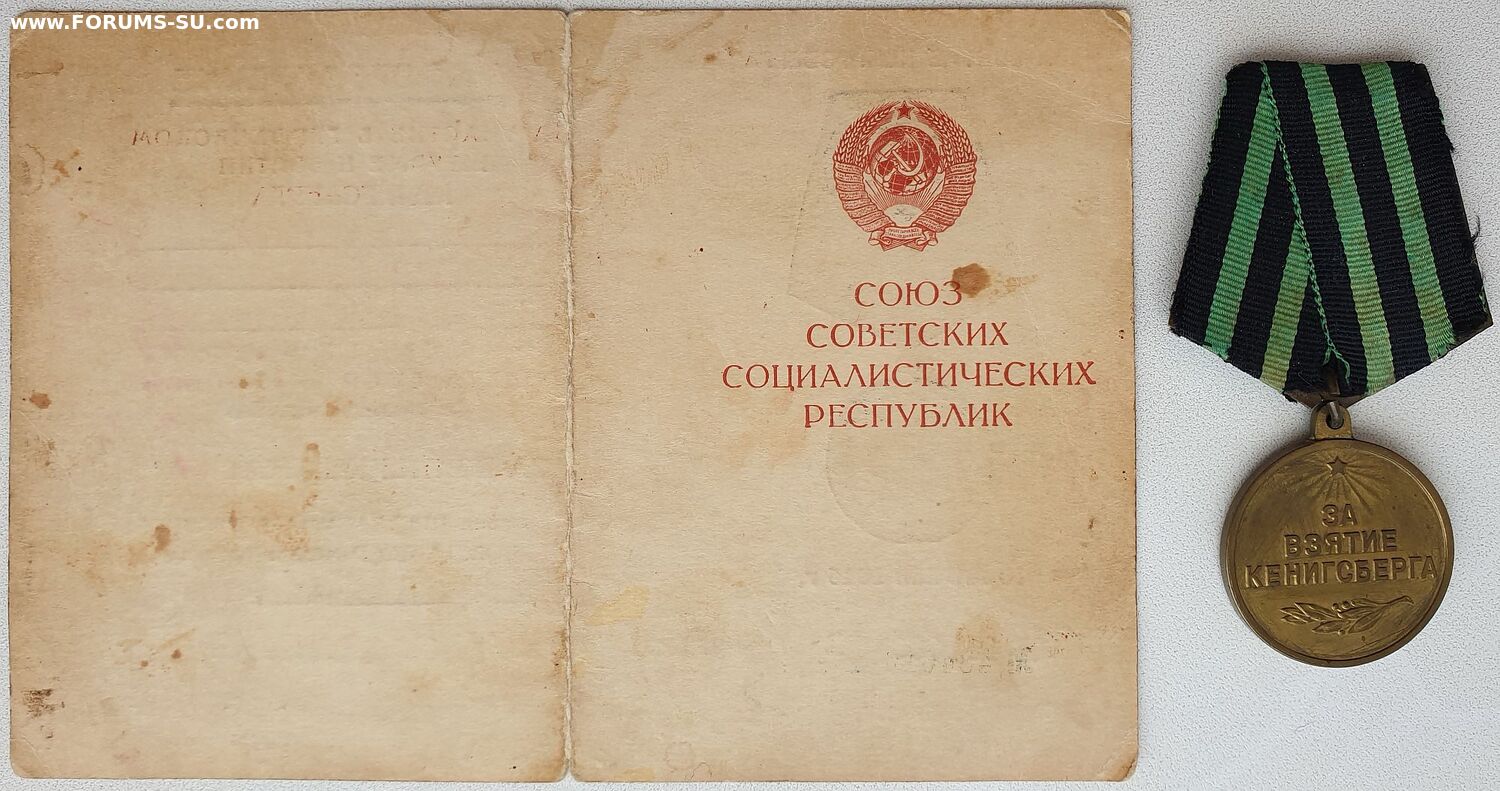 www.FORUMS-SU.com
СОЮЗ
СОВЕТСКИХ
СОЦИАЛИСТИЧЕСКИХ
РЕСПУБЛИК
ЗА
ВЗЯТИЕ
КЕНИГСБЕРГА